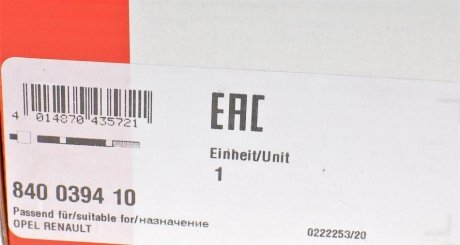 4 014870 435721
EAC
Einheit/Unit
1
840 0394 10
Passend für/suitable for/назначение
OPEL RENAULT
0222253/20